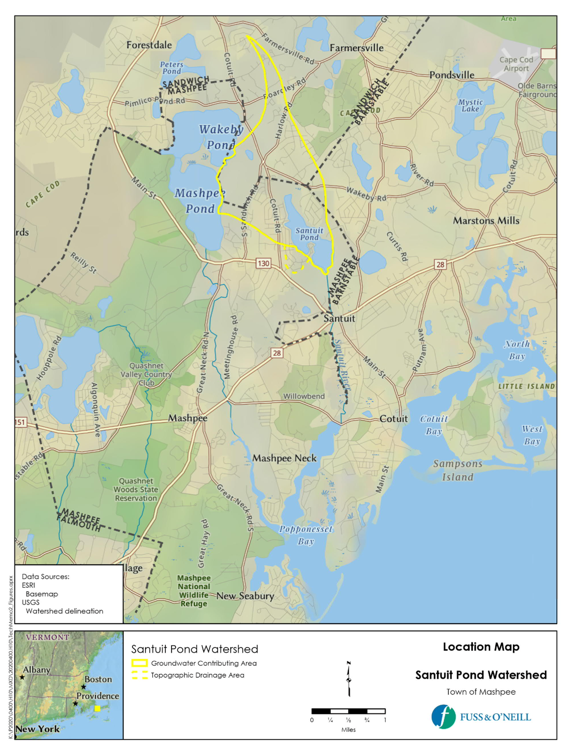 Area
Forestdale
Farmersville Rd
Farmersville
Cape Cod
Airport
Peters
Pond
Cotuit Rd
Pondsville
SANDWICH
MASHPEE
Boardley Rd
Olde Barns
Fairground
Pimlico Pond Rd
SANDWICH
BARNSTABLE
Mystic
Lake
Harlow Rd
Wakeby
Pond
River Rd
Cotuit Rd
CAPE COD
Main St
Mashpee
Pond
Wakeby Rd
S Sandwich Rd
Cotuit Rd
Marstons Mills
rds
Santuit
Pond
Curtis Rd
Reilly St
130
28
MASHPEE
BARNSTABLE
Santuit
Great Neck Rd N
Meetinghouse Rd
Putnam Ave
North
Bay
Hooppole Rd
28
Santuit River
Main St
Quashnet
Valley Country
Club
LITTLE ISLAND
Algonquin Ave
Willowbend
151
Mashpee
Cotuit
Cotuit
Bay
West
Bay
Mashpee Neck
Sampsons
Island
Main St
Quashnet
Woods State
Reservation
Great Neck Rd S
MASHPEE
FALMOUTH
Popponesset
Bay
Great Hay Rd
lage
Mashpee
National
Wildlife
Refuge
New Seabury
Data Sources:
ESRI
Basemap
USGS
Watershed delineation
VERMONT
Albany
Boston
Providence
New York
Santuit Pond Watershed
Groundwater Contributing Area
Topographic Drainage Area
N
0 ¼ ½ ¾ 1
Miles
Location Map
Santuit Pond Watershed
Town of Mashpee
FUSS & O'NEILL